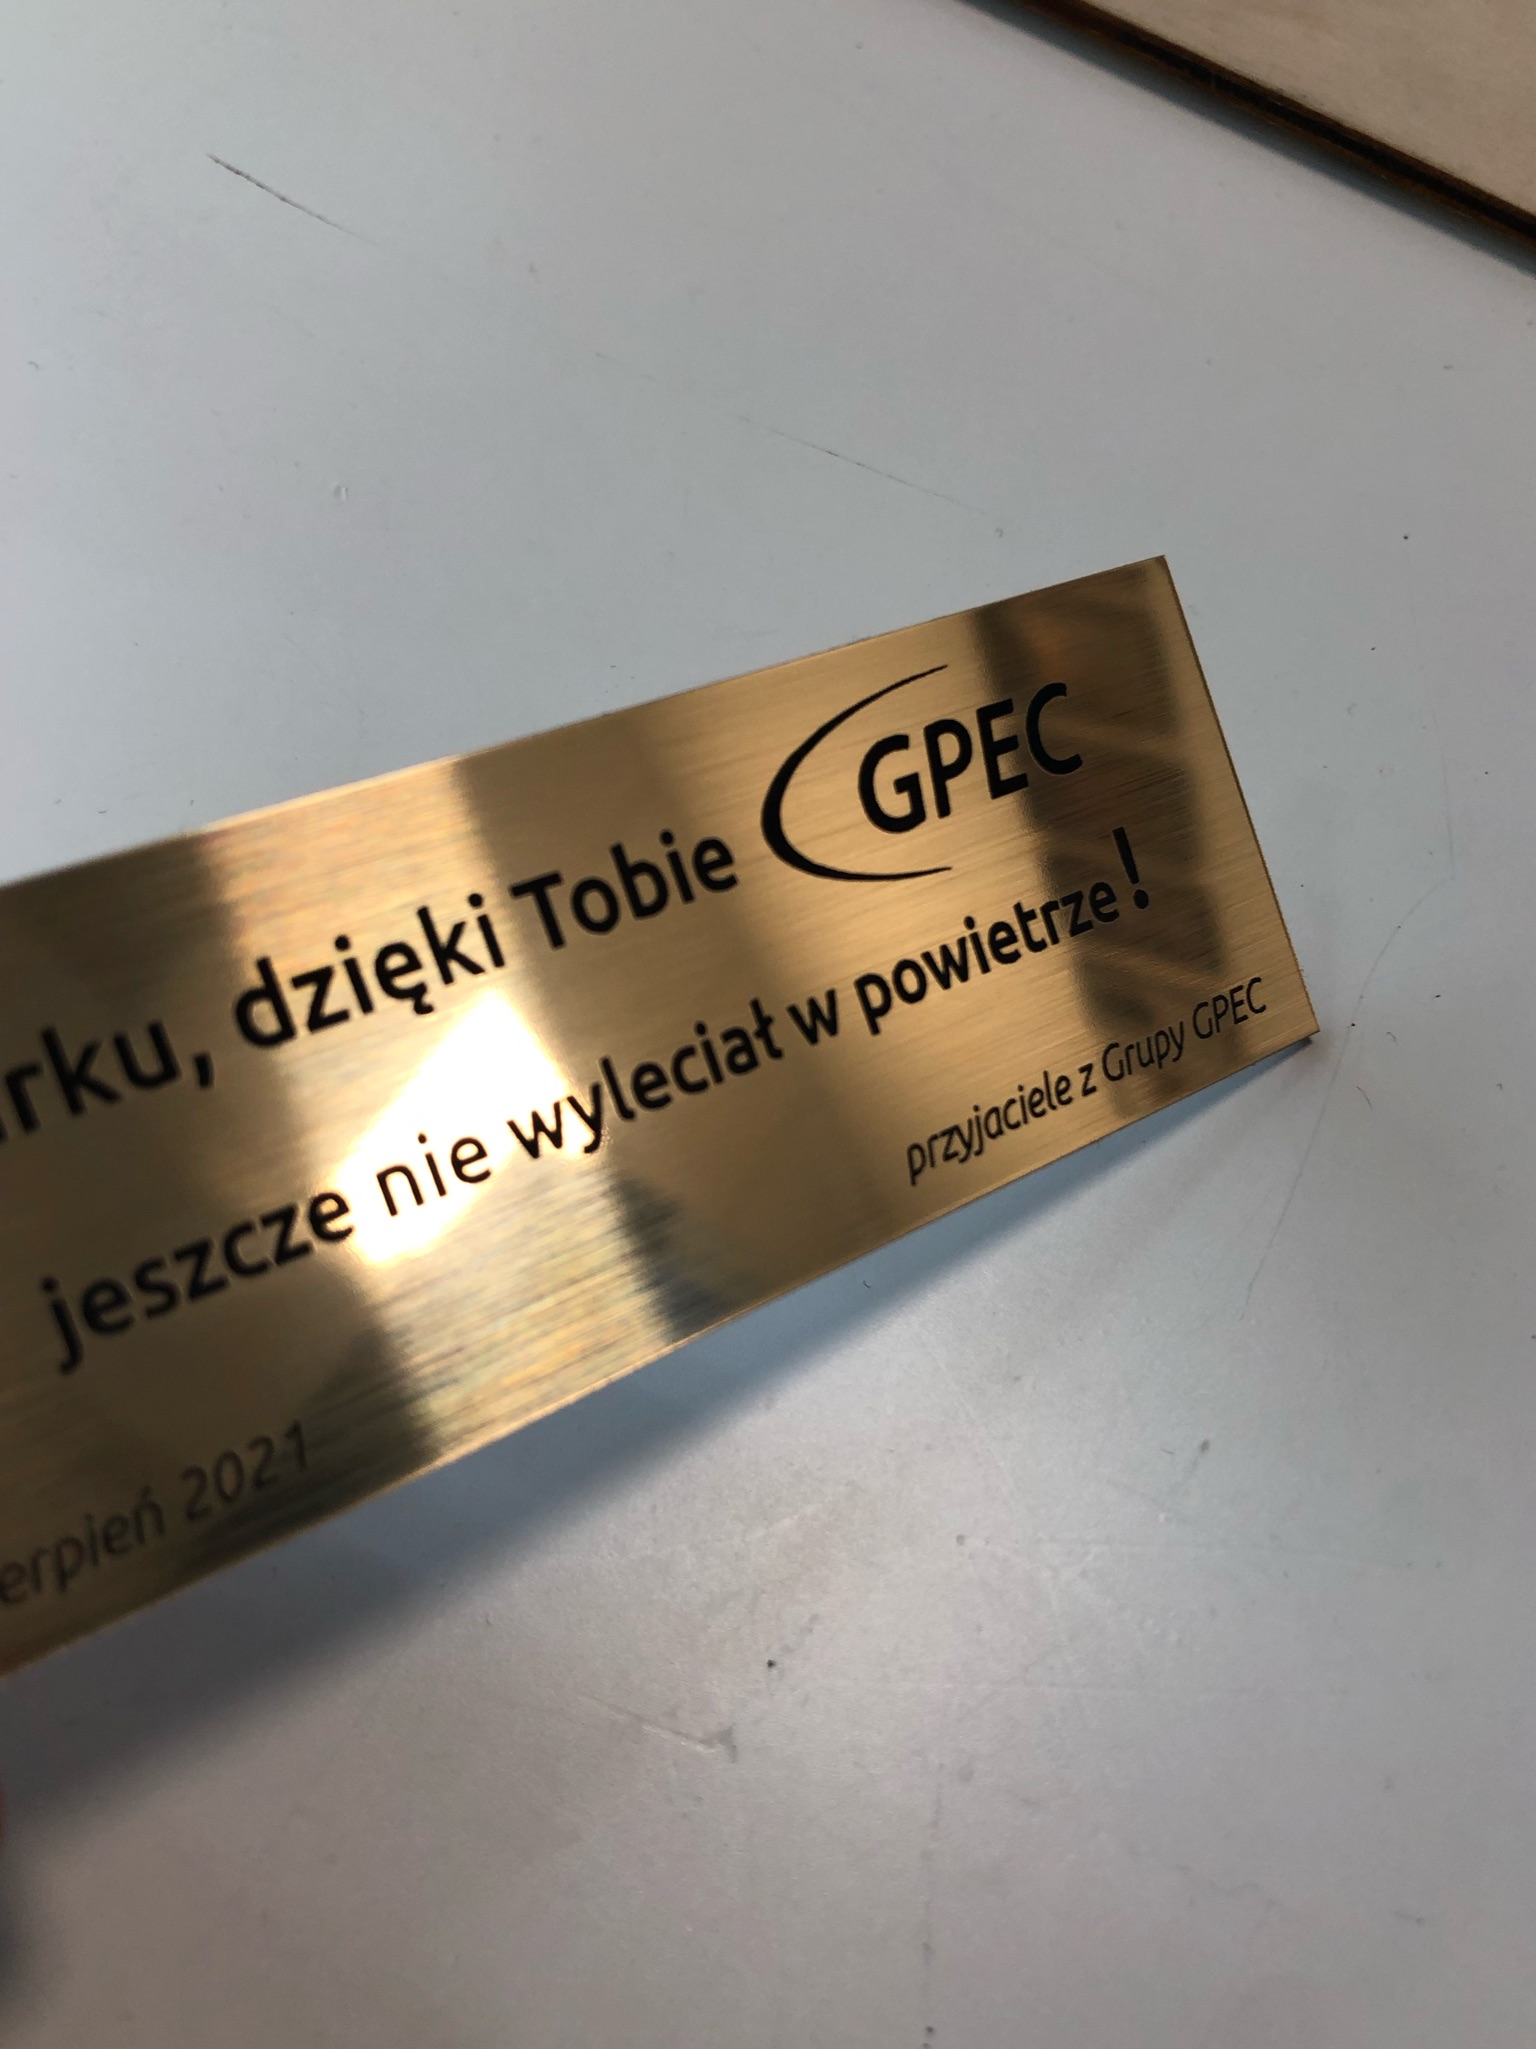 rku, dzięki Tobie GPEC
jeszcze nie wyleciał w powietrze!
przyjaciele z Grupy GPEC
erpień 2021